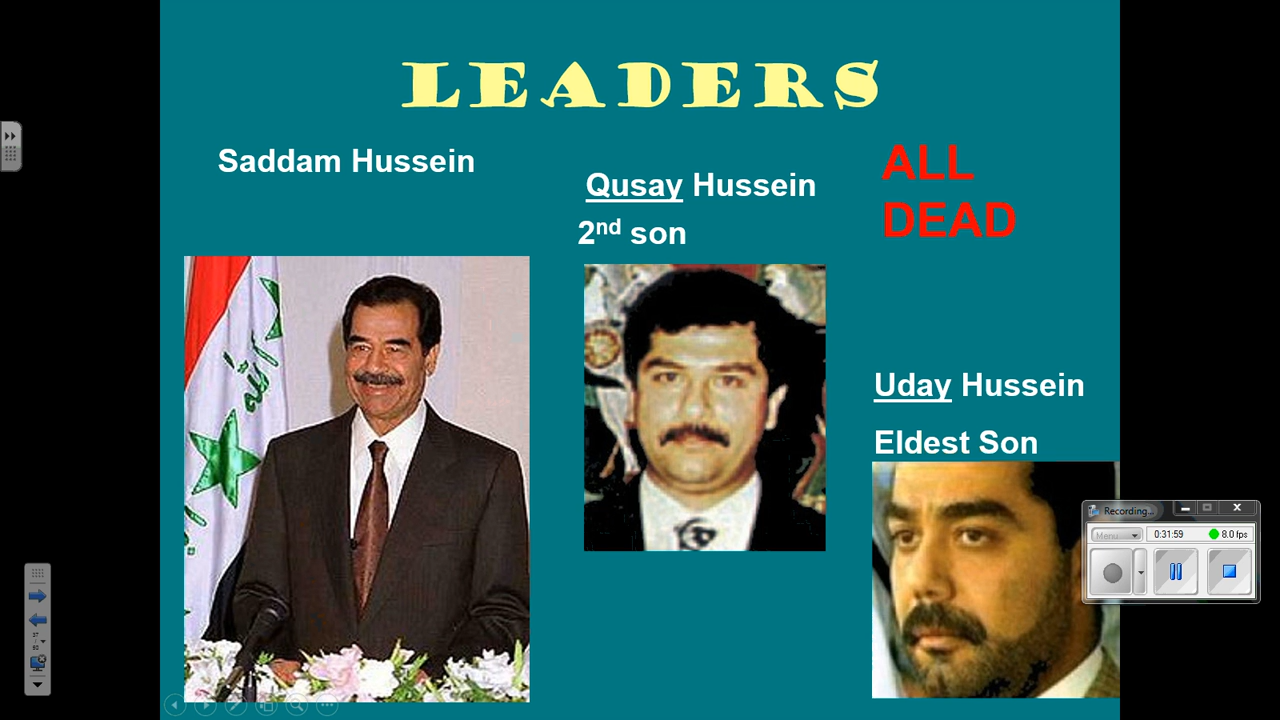 LEADERS
Saddam Hussein
Qusay Hussein
2nd son
ALL
DEAD
Uday Hussein
Eldest Son
Recording...
Menu
0:31:59
8.0 fps